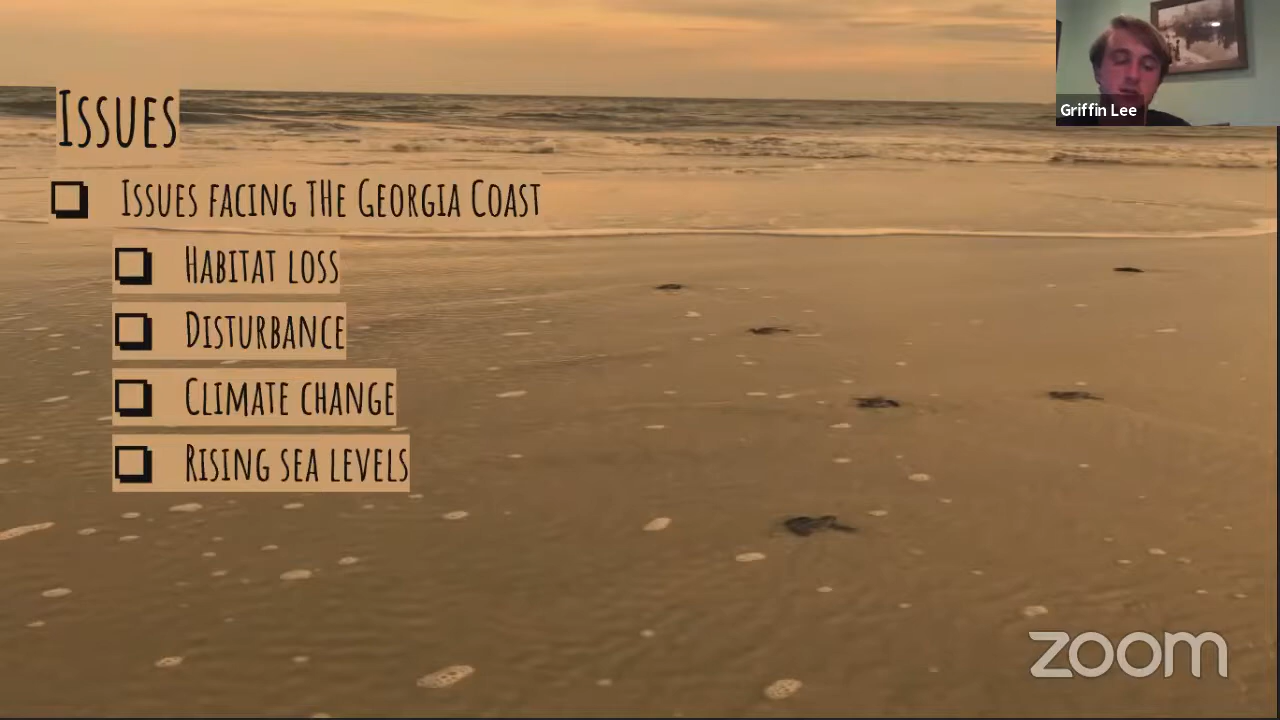 Issues
Issues facing the Georgia Coast
Habitat loss
Disturbance
Climate change
Rising sea levels
Griffin Lee
zoom